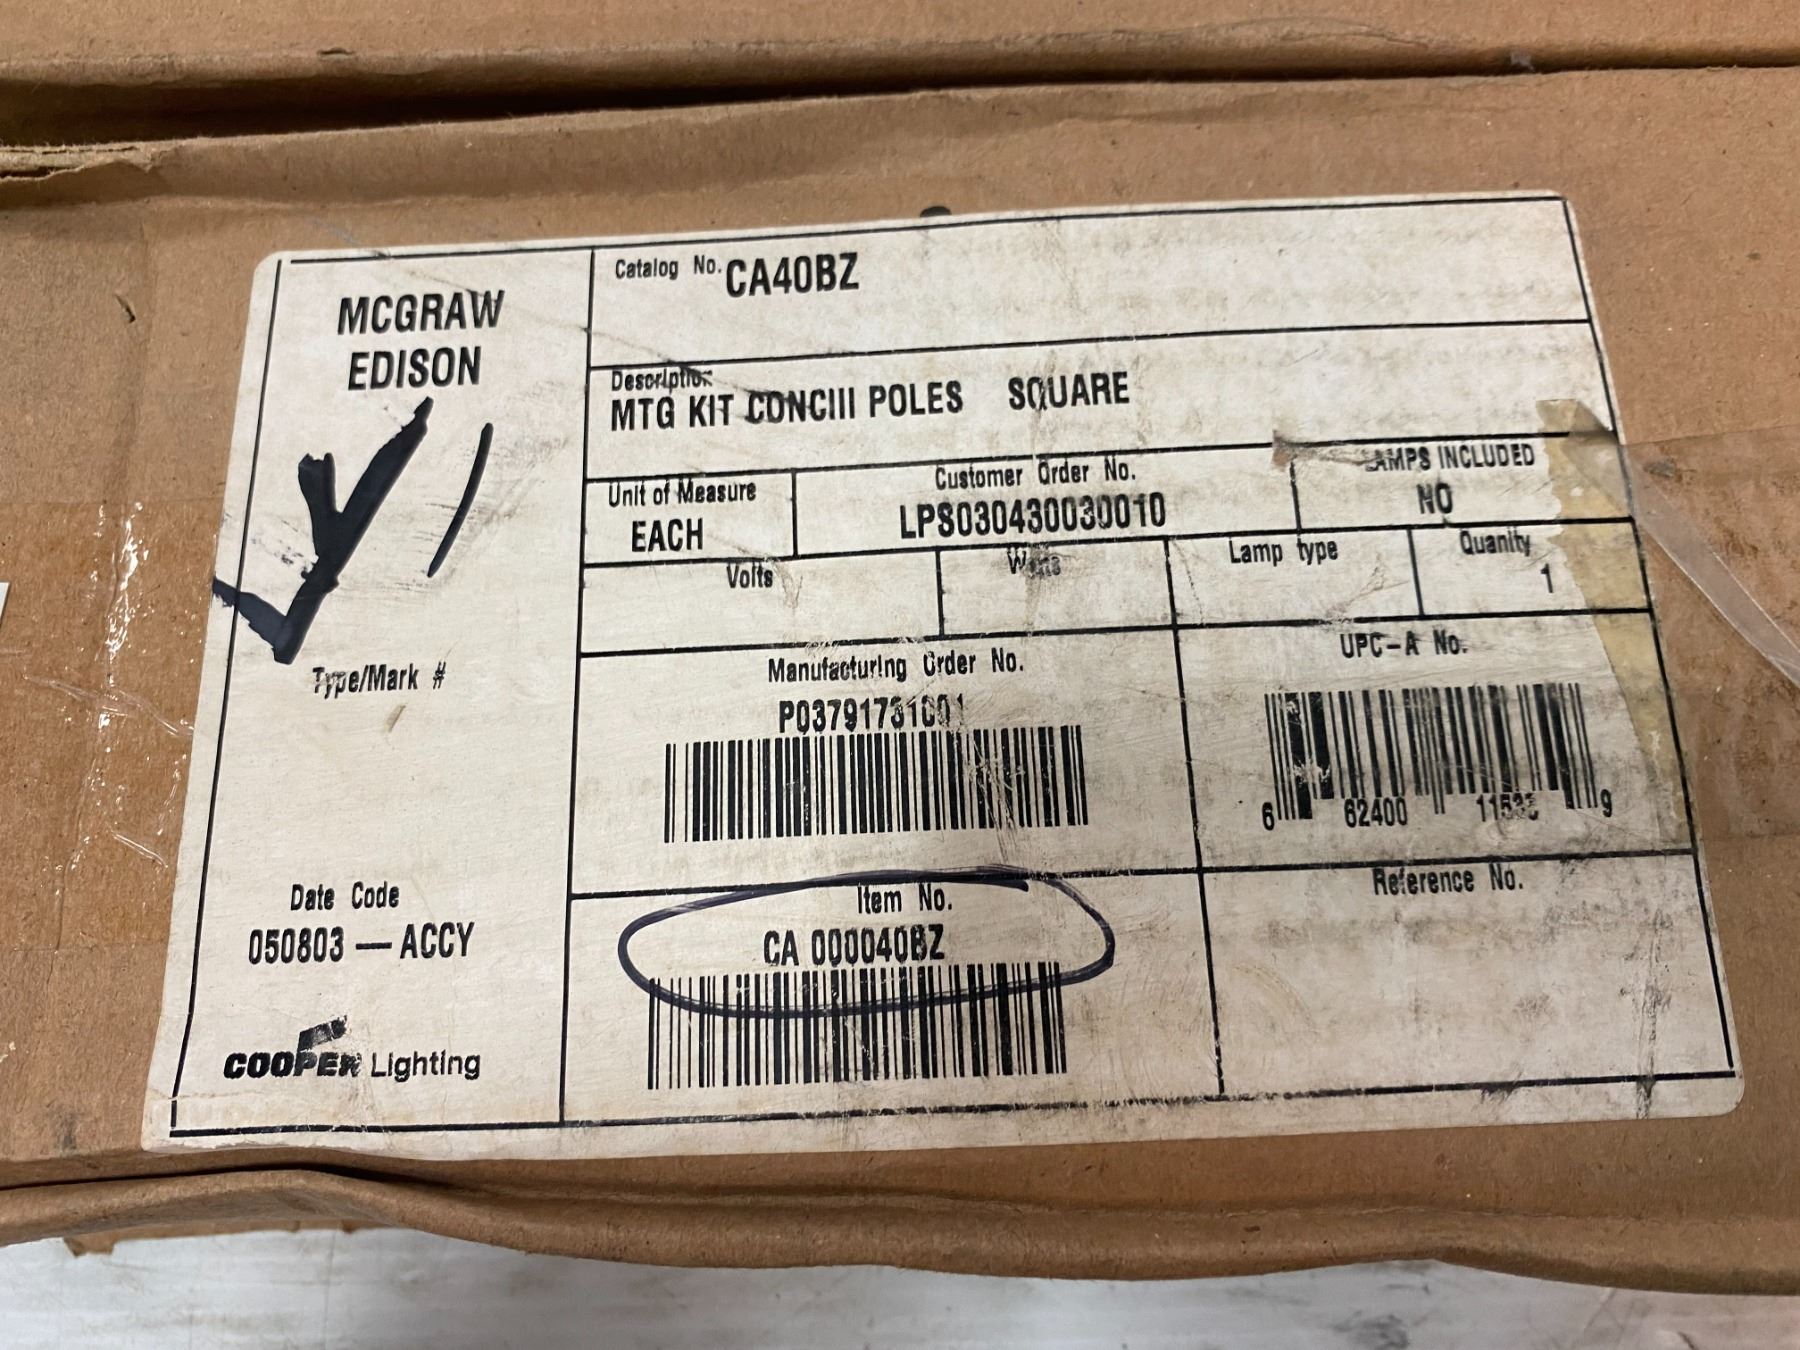 MCGRAW
EDISON
Catalog No. CA40BZ
Description
MTG KIT CONCIII POLES SQUARE
Unit of Measure
EACH
Customer Order No.
LPS030430030010
LAMPS INCLUDED
NO
Volts
Watts
Lamp type
Quanity
1
Type/Mark #
Manufacturing Order No.
P03791731001
UPC-A No.
6 62400 9
Date Code
050803 — ACCY
Item No.
CA 000040BZ
Reference No.
COOPER Lighting